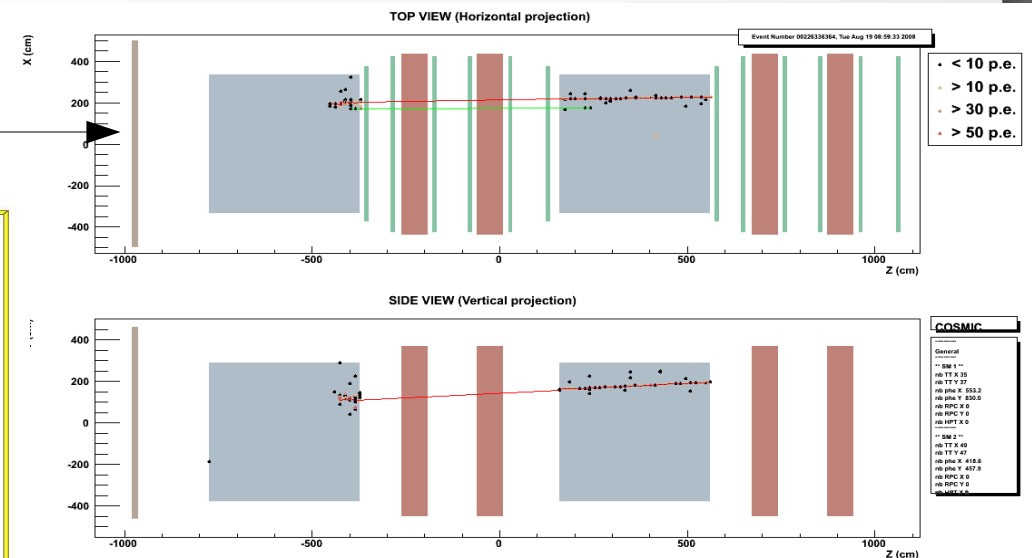 TOP VIEW (Horizontal projection)
X (cm)
Event Number 00226336364, Tue Aug 19 08:59:33 2008
400
200
0
-200
-400
-1000
-500
0
500
1000
Z (cm)
< 10 p.e.
> 10 p.e.
> 30 p.e.
> 50 p.e.
SIDE VIEW (Vertical projection)
400
200
0
-200
-400
-1000
-500
0
500
1000
Z (cm)
COSMIC
General
** SM 1 **
nb TT X 35
nb TT Y 37
nb phe X 553.2
nb phe Y 830.0
nb RPC X 0
nb RPC Y 0
nb HPT X 0
** SM 2 **
nb TT X 49
nb TT Y 47
nb phe X 418.6
nb phe Y 457.9
nb RPC X 0
nb RPC Y 0